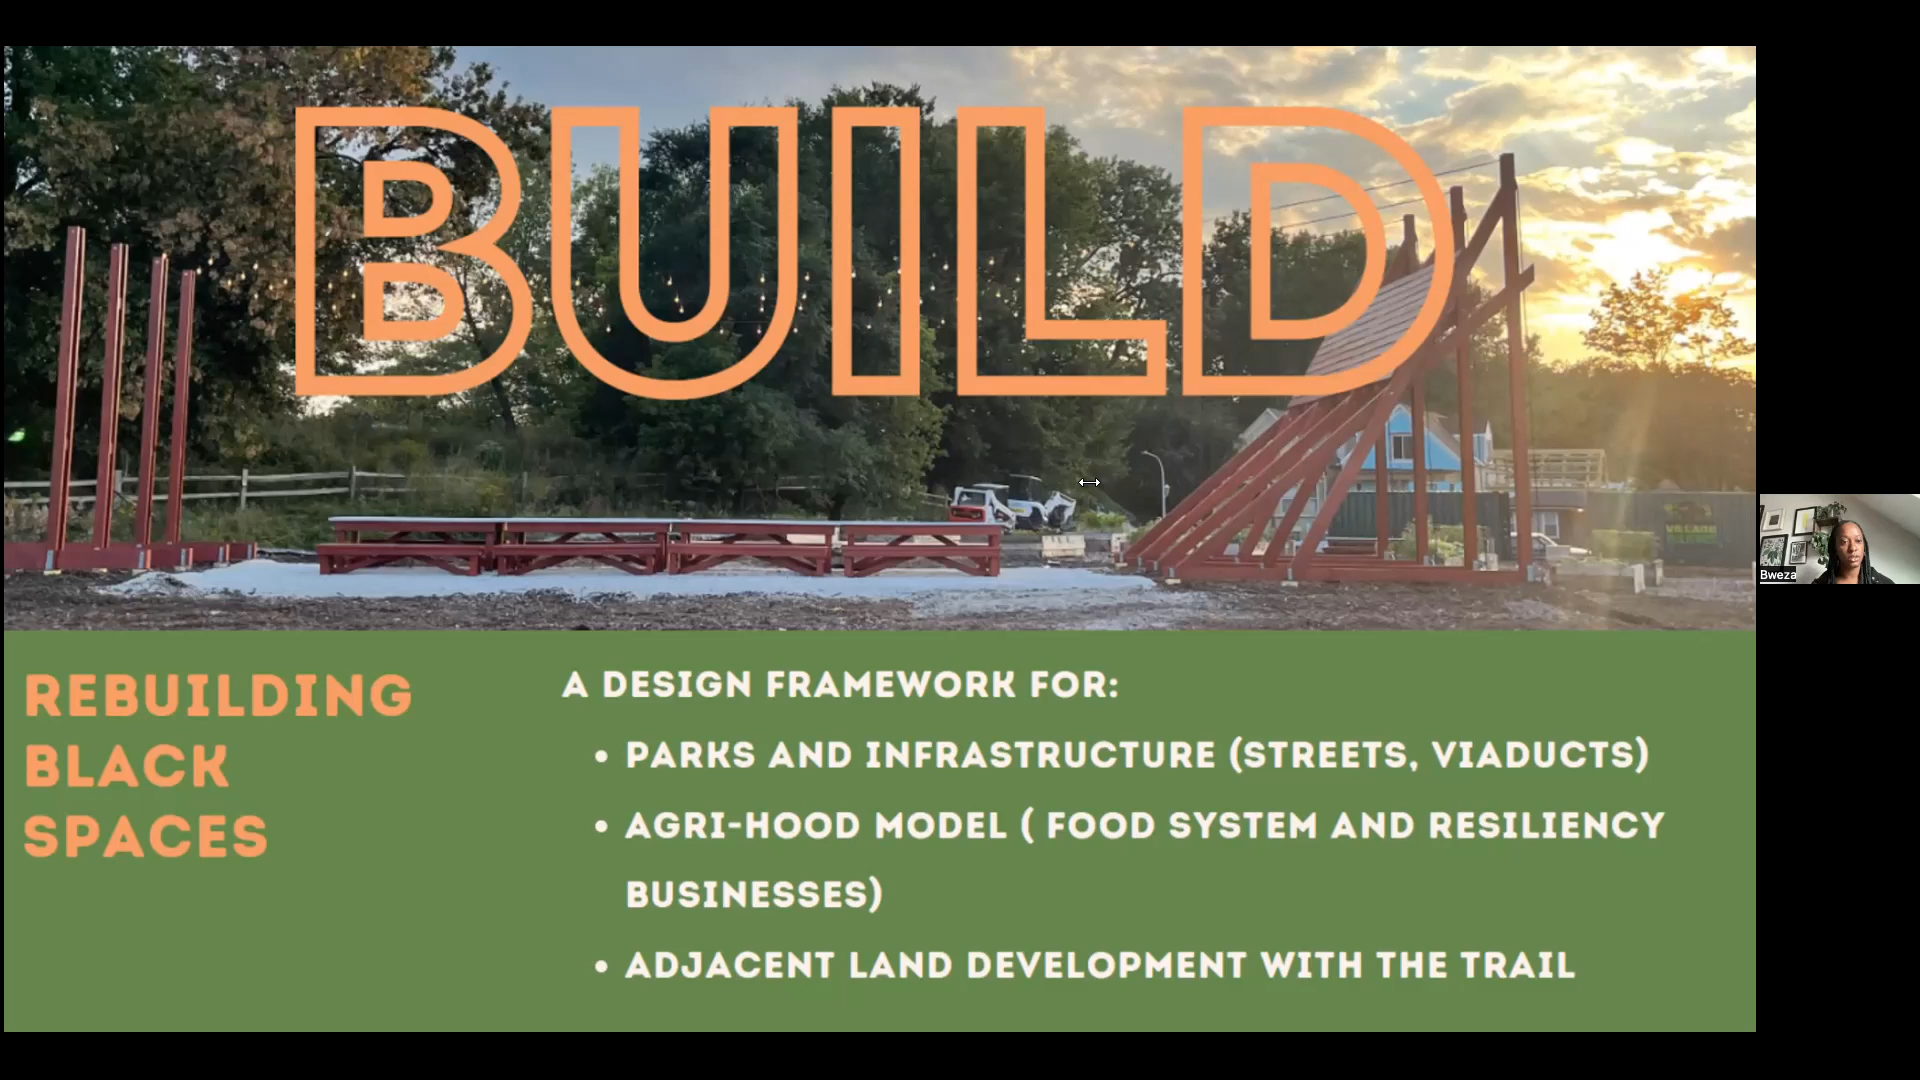 BUILD
REBUILDING
BLACK
SPACES
A DESIGN FRAMEWORK FOR:
• PARKS AND INFRASTRUCTURE (STREETS, VIADUCTS)
• AGRI-HOOD MODEL ( FOOD SYSTEM AND RESILIENCY
BUSINESSES)
• ADJACENT LAND DEVELOPMENT WITH THE TRAIL
Bweza